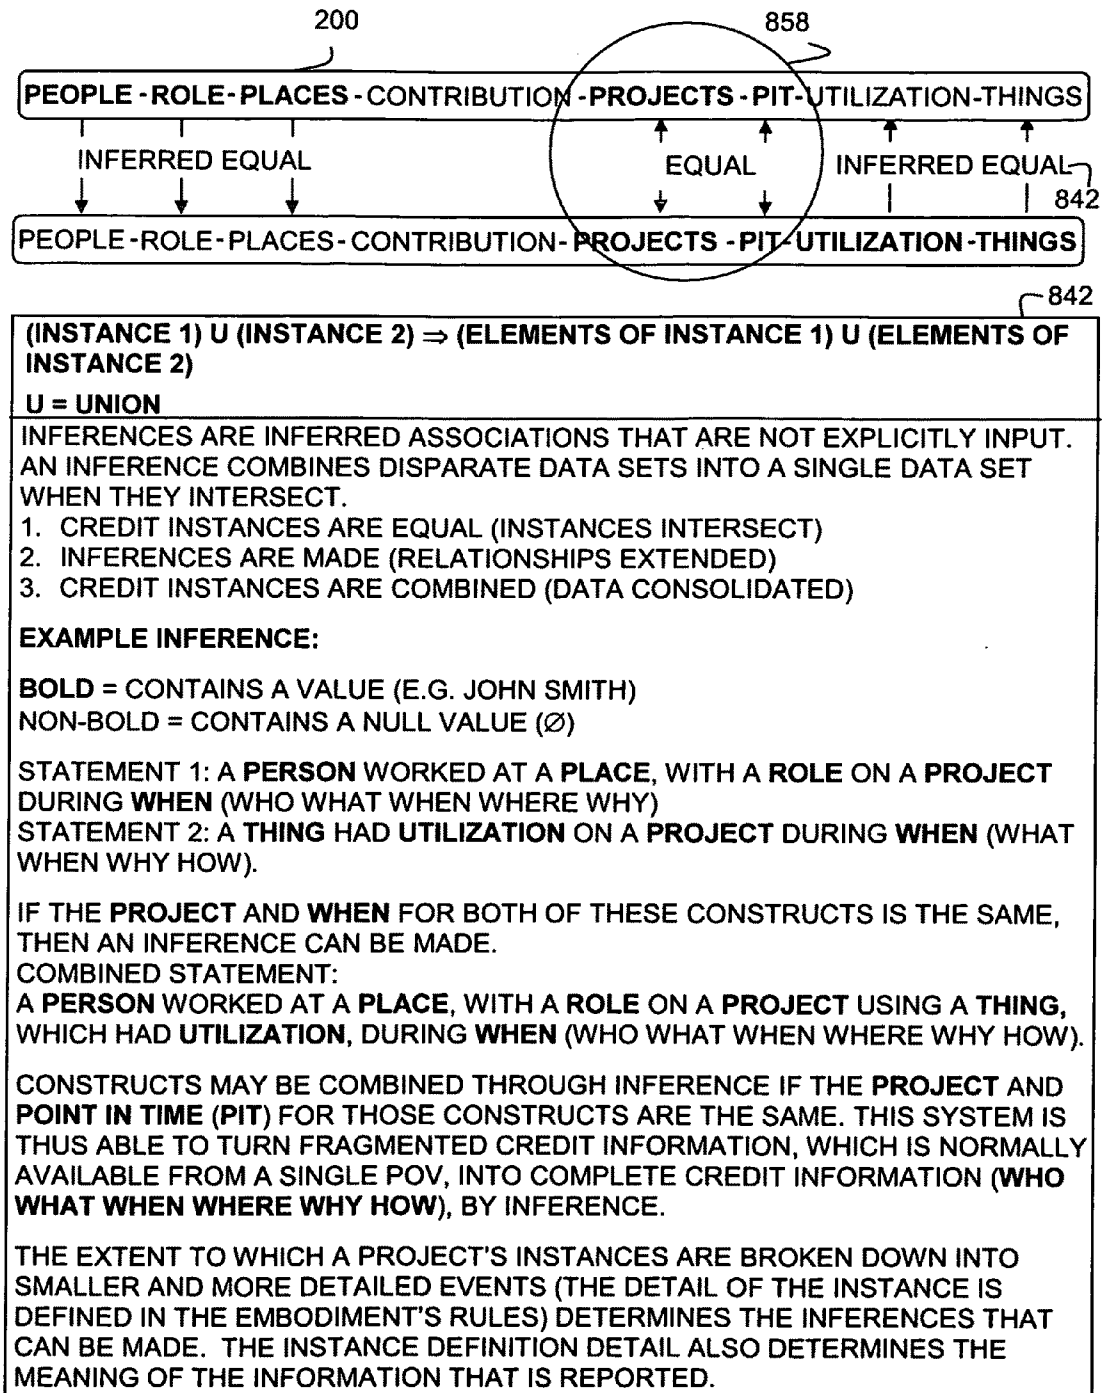 200
858
PEOPLE - ROLE - PLACES - CONTRIBUTION - PROJECTS - PIT - UTILIZATION-THINGS
INFERRED EQUAL
EQUAL
INFERRED EQUAL
842
PEOPLE - ROLE - PLACES - CONTRIBUTION - PROJECTS - PIT - UTILIZATION - THINGS
842
(INSTANCE 1) U (INSTANCE 2) ⇒ (ELEMENTS OF INSTANCE 1) U (ELEMENTS OF
INSTANCE 2)
U = UNION
INFERENCES ARE INFERRED ASSOCIATIONS THAT ARE NOT EXPLICITLY INPUT.
AN INFERENCE COMBINES DISPARATE DATA SETS INTO A SINGLE DATA SET
WHEN THEY INTERSECT.
1. CREDIT INSTANCES ARE EQUAL (INSTANCES INTERSECT)
2. INFERENCES ARE MADE (RELATIONSHIPS EXTENDED)
3. CREDIT INSTANCES ARE COMBINED (DATA CONSOLIDATED)
EXAMPLE INFERENCE:
BOLD = CONTAINS A VALUE (E.G. JOHN SMITH)
NON-BOLD = CONTAINS A NULL VALUE (∅)
STATEMENT 1: A PERSON WORKED AT A PLACE, WITH A ROLE ON A PROJECT
DURING WHEN (WHO WHAT WHEN WHERE WHY)
STATEMENT 2: A THING HAD UTILIZATION ON A PROJECT DURING WHEN (WHAT
WHEN WHY HOW).
IF THE PROJECT AND WHEN FOR BOTH OF THESE CONSTRUCTS IS THE SAME,
THEN AN INFERENCE CAN BE MADE.
COMBINED STATEMENT:
A PERSON WORKED AT A PLACE, WITH A ROLE ON A PROJECT USING A THING,
WHICH HAD UTILIZATION, DURING WHEN (WHO WHAT WHEN WHERE WHY HOW).
CONSTRUCTS MAY BE COMBINED THROUGH INFERENCE IF THE PROJECT AND
POINT IN TIME (PIT) FOR THOSE CONSTRUCTS ARE THE SAME. THIS SYSTEM IS
THUS ABLE TO TURN FRAGMENTED CREDIT INFORMATION, WHICH IS NORMALLY
AVAILABLE FROM A SINGLE POV, INTO COMPLETE CREDIT INFORMATION (WHO
WHAT WHEN WHERE WHY HOW), BY INFERENCE.
THE EXTENT TO WHICH A PROJECT'S INSTANCES ARE BROKEN DOWN INTO
SMALLER AND MORE DETAILED EVENTS (THE DETAIL OF THE INSTANCE IS
DEFINED IN THE EMBODIMENT'S RULES) DETERMINES THE INFERENCES THAT
CAN BE MADE. THE INSTANCE DEFINITION DETAIL ALSO DETERMINES THE
MEANING OF THE INFORMATION THAT IS REPORTED.